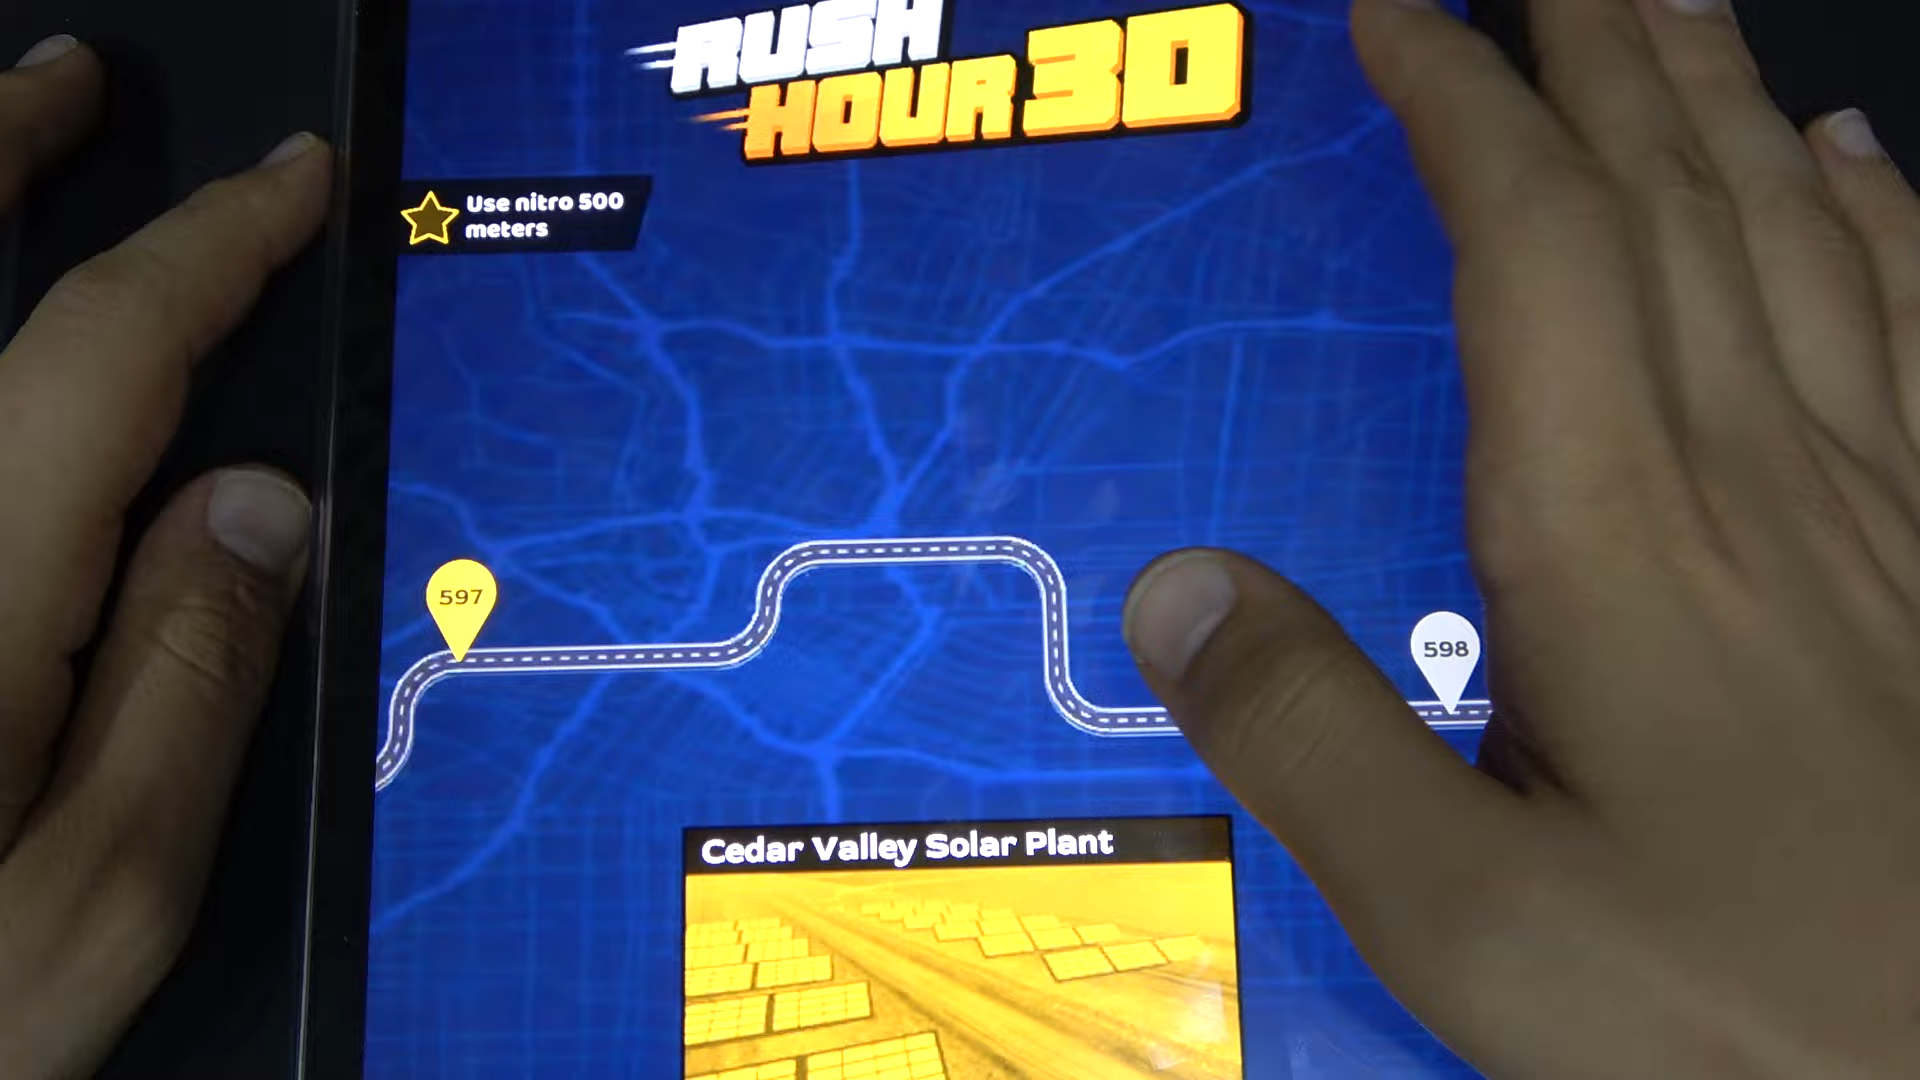 RUSH
HOUR 3D
Use nitro 500
meters
597
598
Cedar Valley Solar Plant